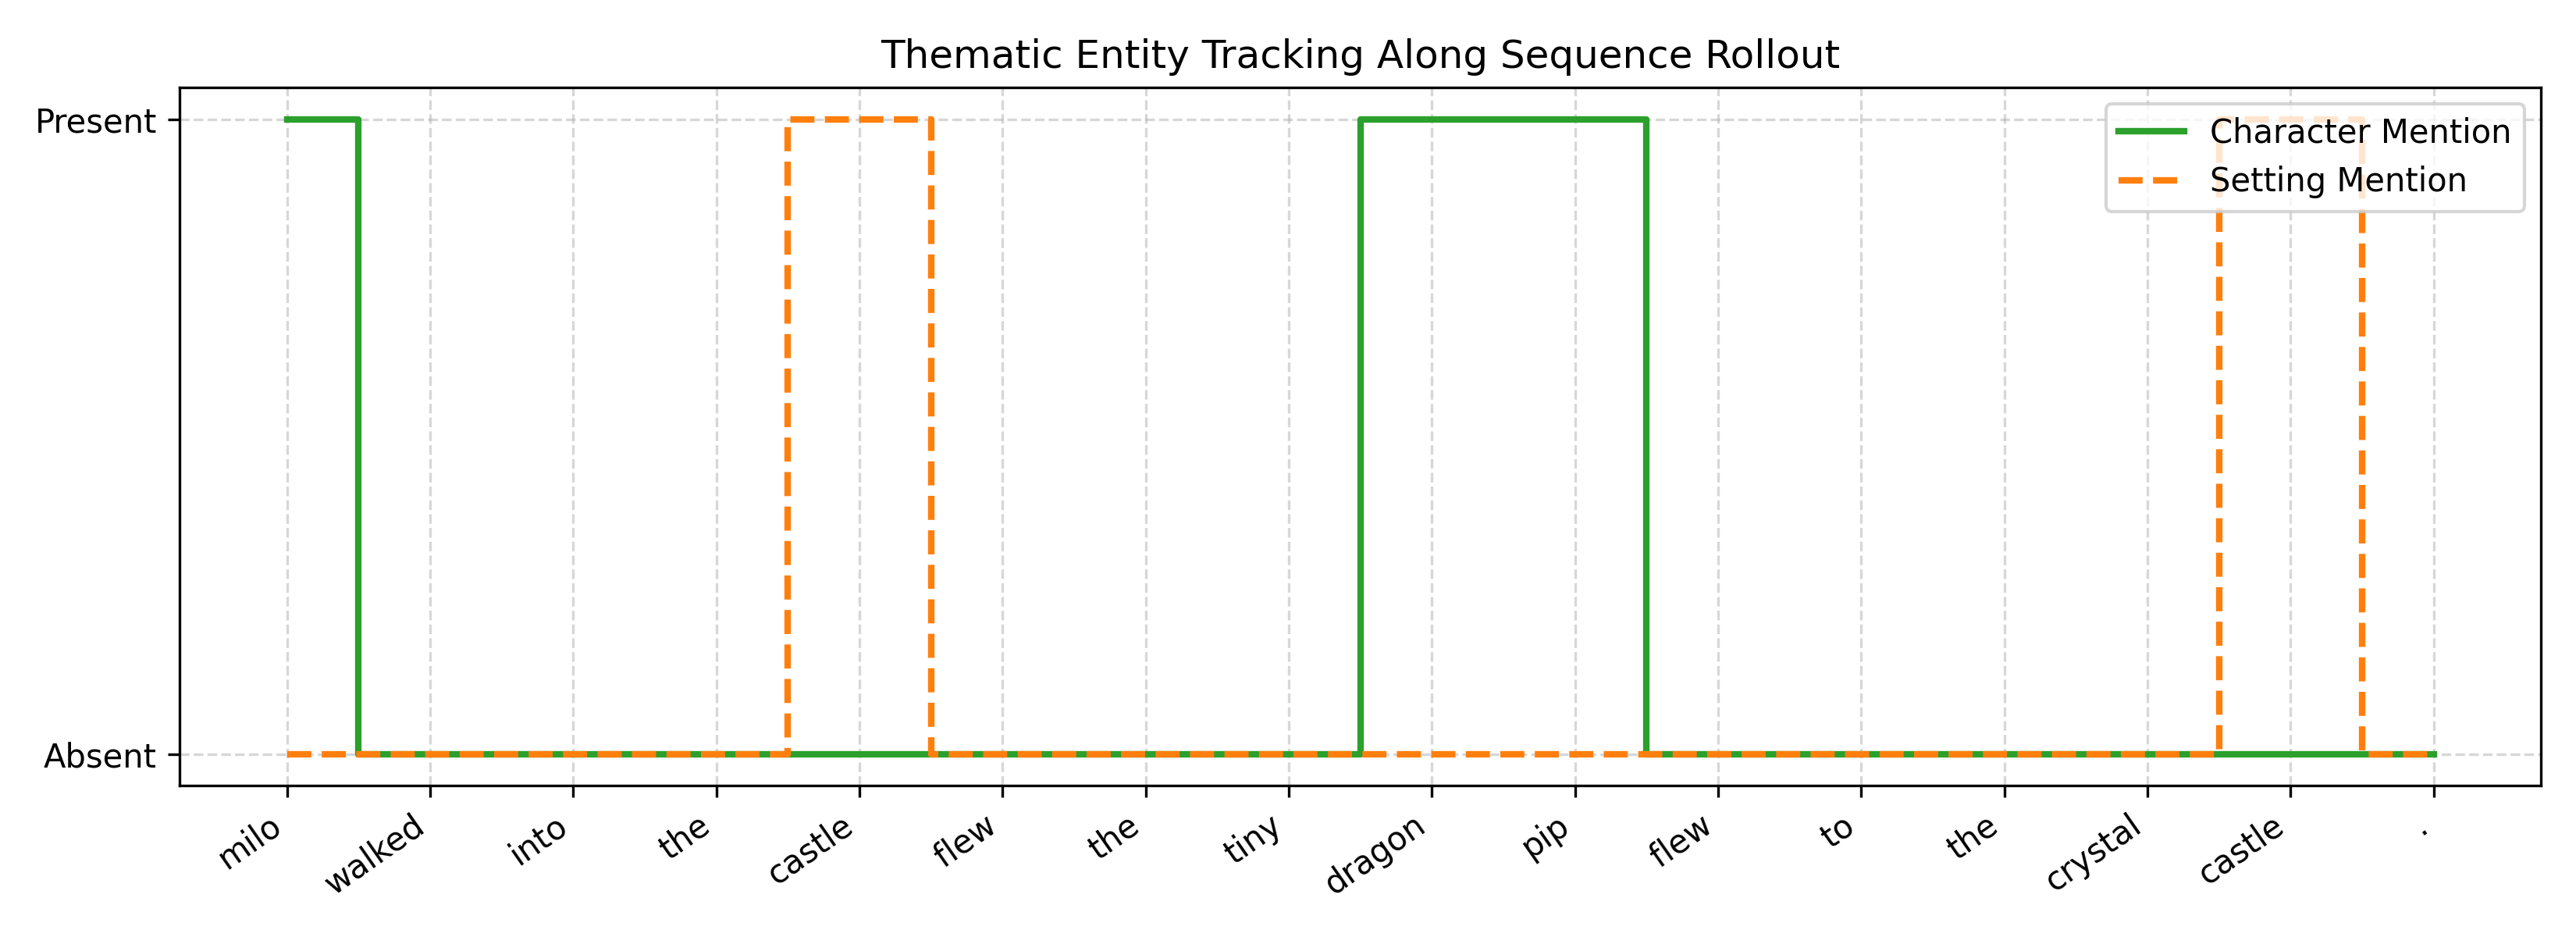 Thematic Entity Tracking Along Sequence Rollout
Present
Absent
Character Mention
Setting Mention
milo
walked
into
the
castle
flew
the
tiny
dragon
pip
flew
to
the
crystal
castle
.